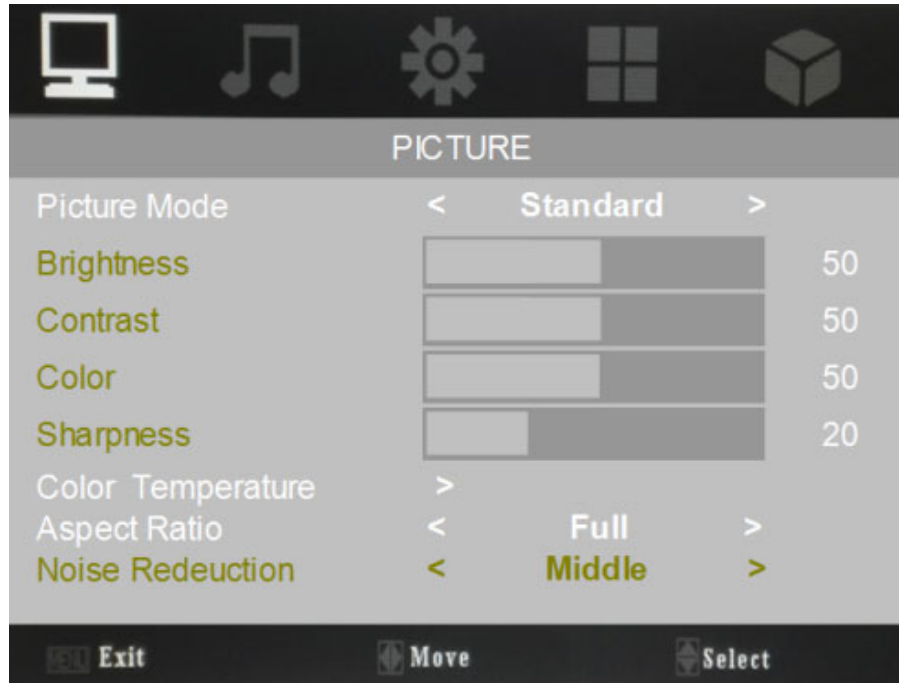 PICTURE
Picture Mode < Standard >
Brightness 50
Contrast 50
Color 50
Sharpness 20
Color Temperature >
Aspect Ratio < Full >
Noise Redeuction < Middle >
MENU Exit Move Select